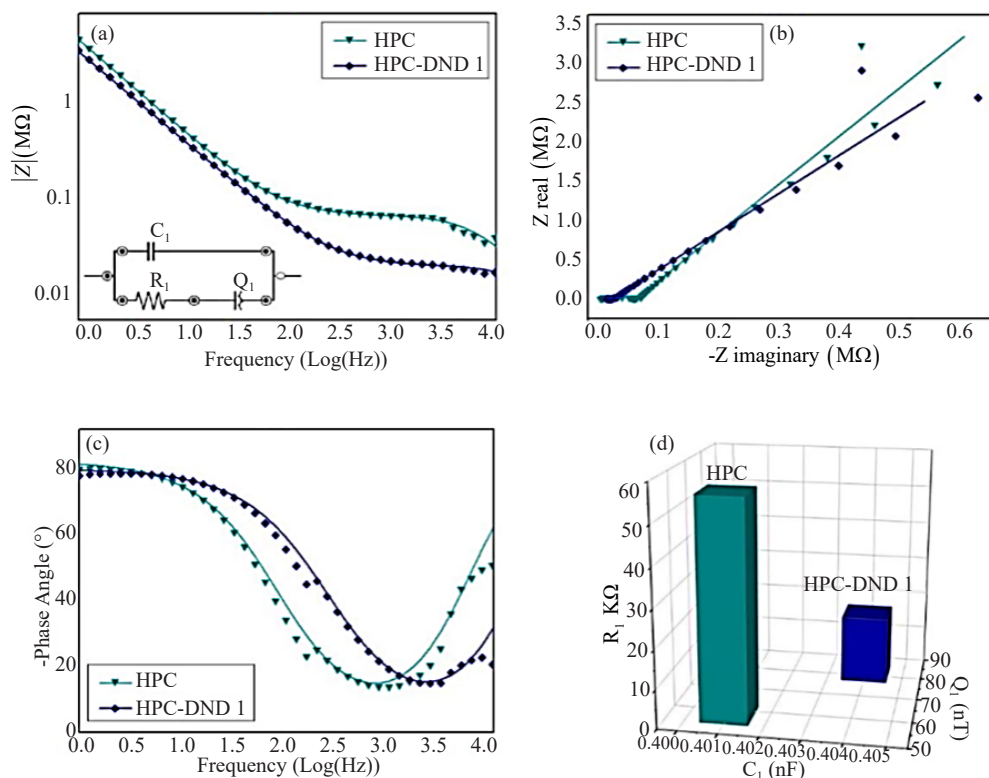 (a)
HPC
HPC-DND 1
|Z|(MΩ)
1
0.1
0.01
C₁
R₁
Q₁
0.0 0.5 1.0 1.5 2.0 2.5 3.0 3.5 4.0
Frequency (Log(Hz))
(b)
HPC
HPC-DND 1
Z real (MΩ)
3.5
3.0
2.5
2.0
1.5
1.0
0.5
0.0
0.0 0.1 0.2 0.3 0.4 0.5 0.6
-Z imaginary (MΩ)
(c)
-Phase Angle (°)
80
60
40
20
0
HPC
HPC-DND 1
0.0 0.5 1.0 1.5 2.0 2.5 3.0 3.5 4.0
Frequency (Log(Hz))
(d)
HPC
HPC-DND 1
R₁ KΩ
60
50
40
30
20
10
0
0.400 0.401 0.402 0.403 0.404 0.405
C₁ (nF)
90
80
70
60
50
Q₁ (nT)